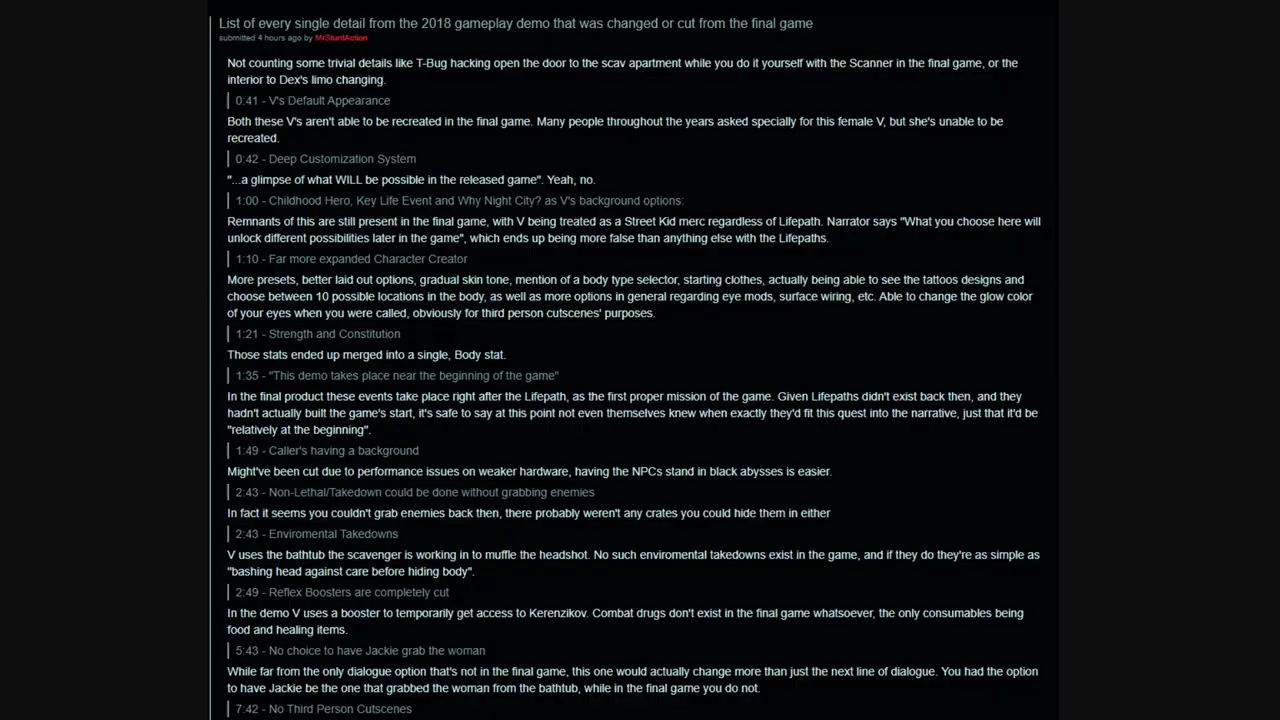 List of every single detail from the 2018 gameplay demo that was changed or cut from the final game
submitted 4 hours ago by MrStuntAction
Not counting some trivial details like T-Bug hacking open the door to the scav apartment while you do it yourself with the Scanner in the final game, or the
interior to Dex's limo changing.
0:41 - V's Default Appearance
Both these V's aren't able to be recreated in the final game. Many people throughout the years asked specially for this female V, but she's unable to be
recreated.
0:42 - Deep Customization System
"...a glimpse of what WILL be possible in the released game". Yeah, no.
1:00 - Childhood Hero, Key Life Event and Why Night City? as V's background options:
Remnants of this are still present in the final game, with V being treated as a Street Kid merc regardless of Lifepath. Narrator says "What you choose here will
unlock different possibilities later in the game", which ends up being more false than anything else with the Lifepaths.
1:10 - Far more expanded Character Creator
More presets, better laid out options, gradual skin tone, mention of a body type selector, starting clothes, actually being able to see the tattoos designs and
choose between 10 possible locations in the body, as well as more options in general regarding eye mods, surface wiring, etc. Able to change the glow color
of your eyes when you were called, obviously for third person cutscenes' purposes.
1:21 - Strength and Constitution
Those stats ended up merged into a single, Body stat.
1:35 - "This demo takes place near the beginning of the game"
In the final product these events take place right after the Lifepath, as the first proper mission of the game. Given Lifepaths didn't exist back then, and they
hadn't actually built the game's start, it's safe to say at this point not even themselves knew when exactly they'd fit this quest into the narrative, just that it'd be
"relatively at the beginning".
1:49 - Caller's having a background
Might've been cut due to performance issues on weaker hardware, having the NPCs stand in black abysses is easier.
2:43 - Non-Lethal/Takedown could be done without grabbing enemies
In fact it seems you couldn't grab enemies back then, there probably weren't any crates you could hide them in either
2:43 - Enviromental Takedowns
V uses the bathtub the scavenger is working in to muffle the headshot. No such enviromental takedowns exist in the game, and if they do they're as simple as
"bashing head against care before hiding body".
2:49 - Reflex Boosters are completely cut
In the demo V uses a booster to temporarily get access to Kerenzikov. Combat drugs don't exist in the final game whatsoever, the only consumables being
food and healing items.
5:43 - No choice to have Jackie grab the woman
While far from the only dialogue option that's not in the final game, this one would actually change more than just the next line of dialogue. You had the option
to have Jackie be the one that grabbed the woman from the bathtub, while in the final game you do not.
7:42 - No Third Person Cutscenes